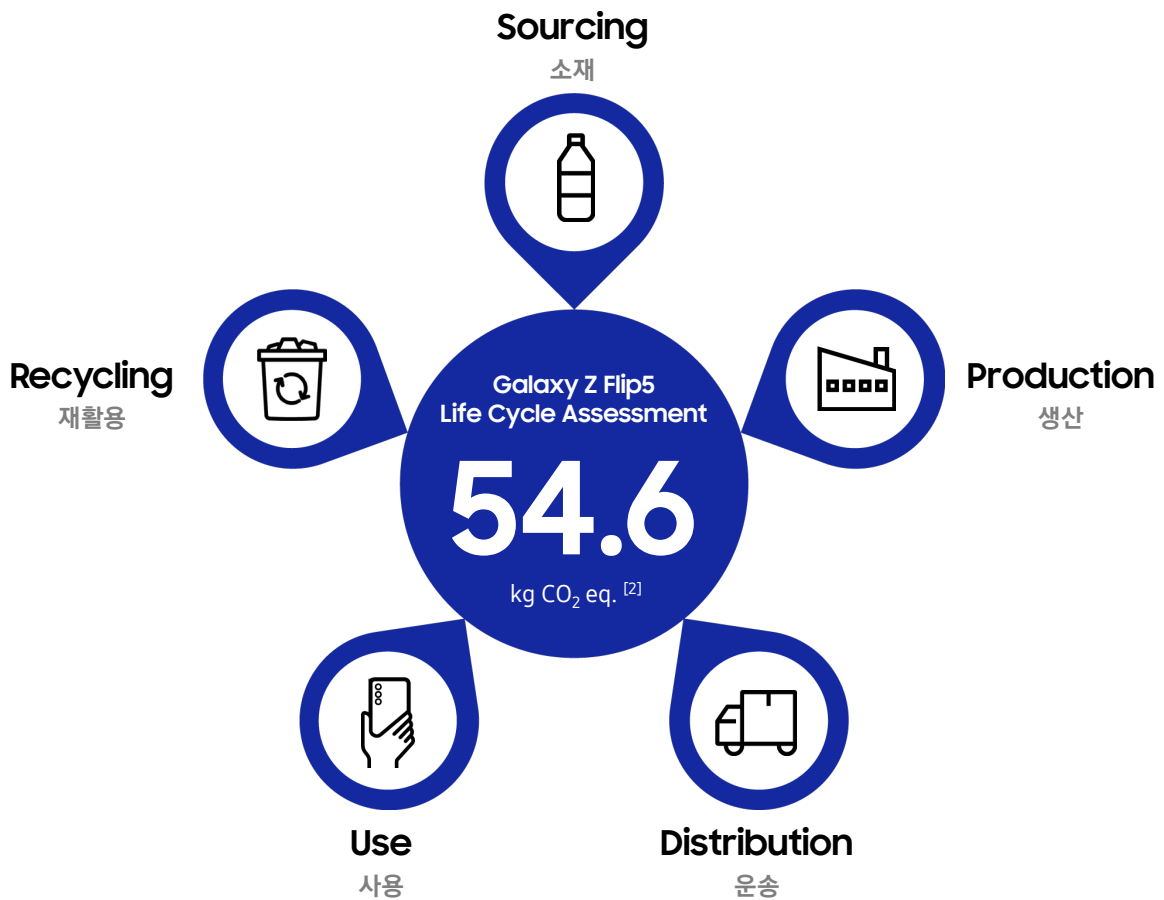 Sourcing
소재
Recycling
재활용
Production
생산
Galaxy Z Flip5
Life Cycle Assessment
54.6
kg CO₂ eq. [2]
Use
사용
Distribution
운송